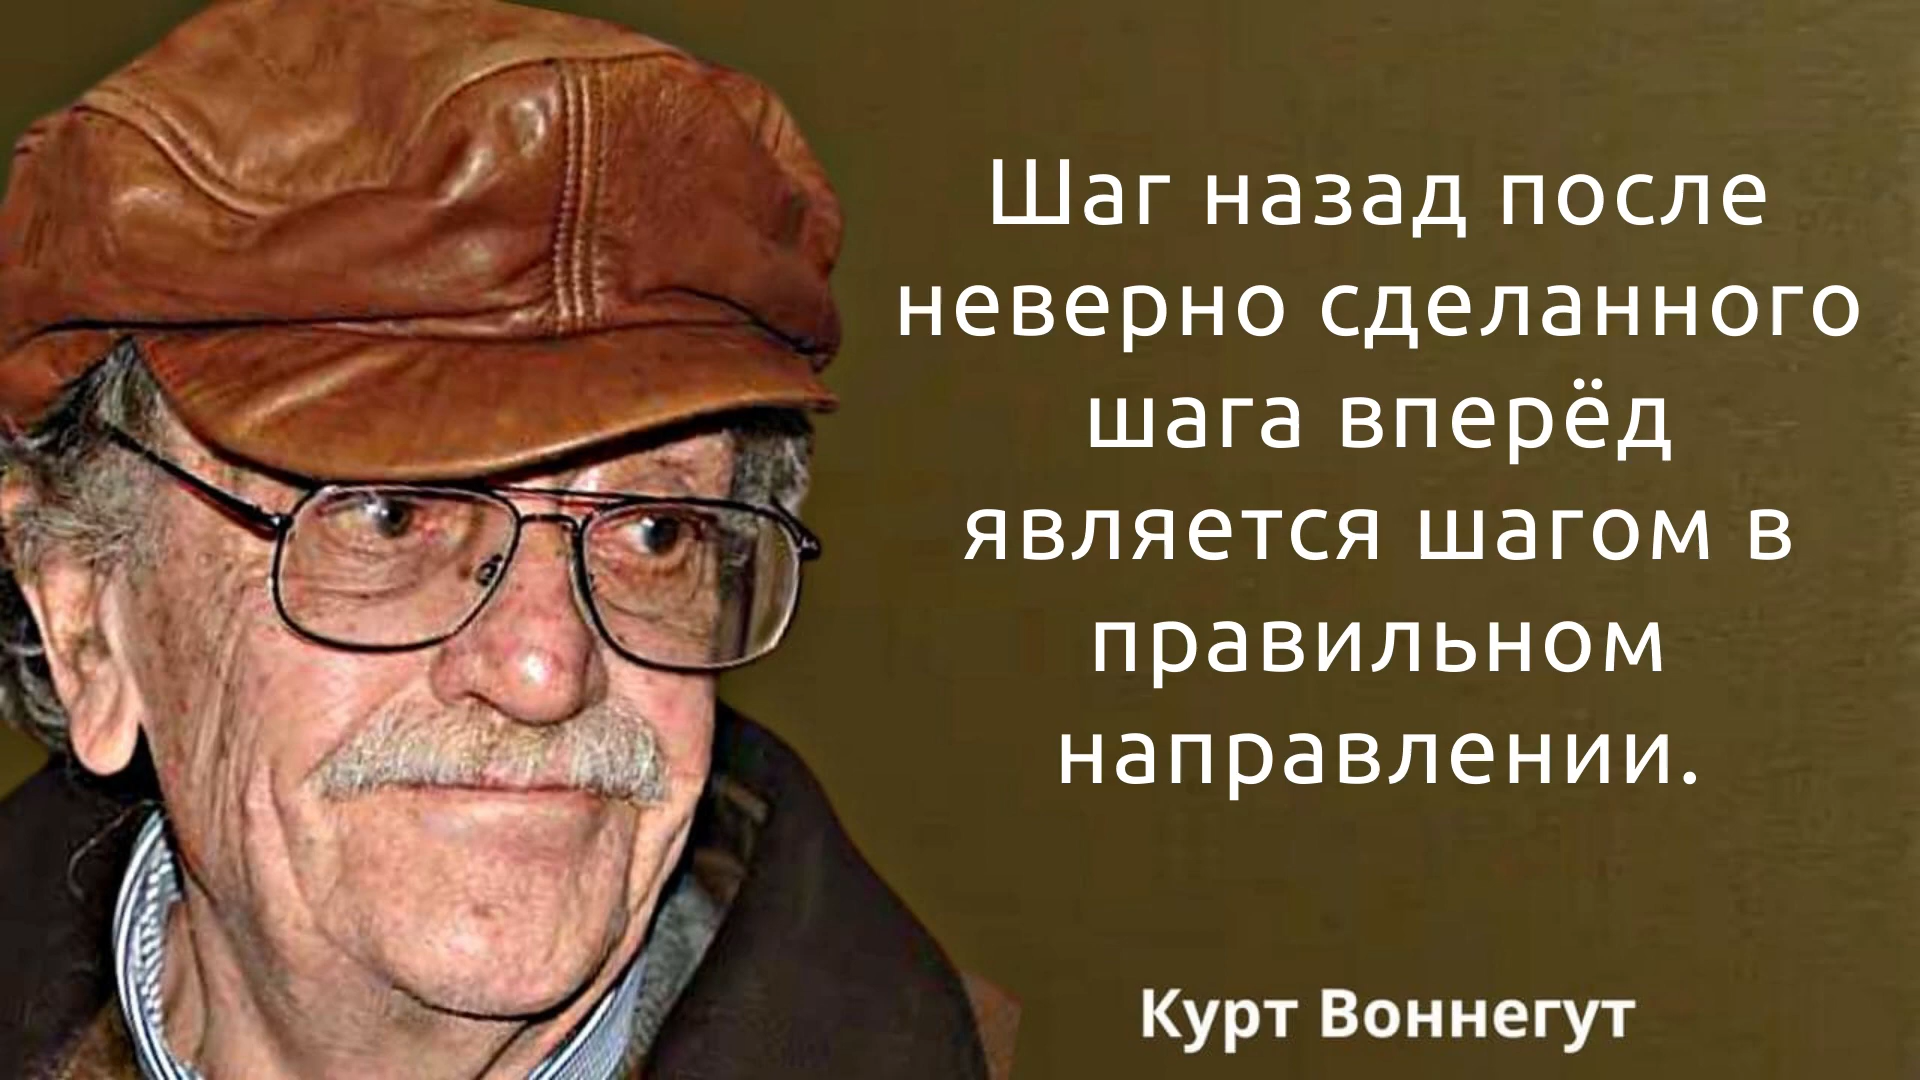 Шаг назад после
неверно сделанного
шага вперёд
является шагом в
правильном
направлении.
Курт Воннегут